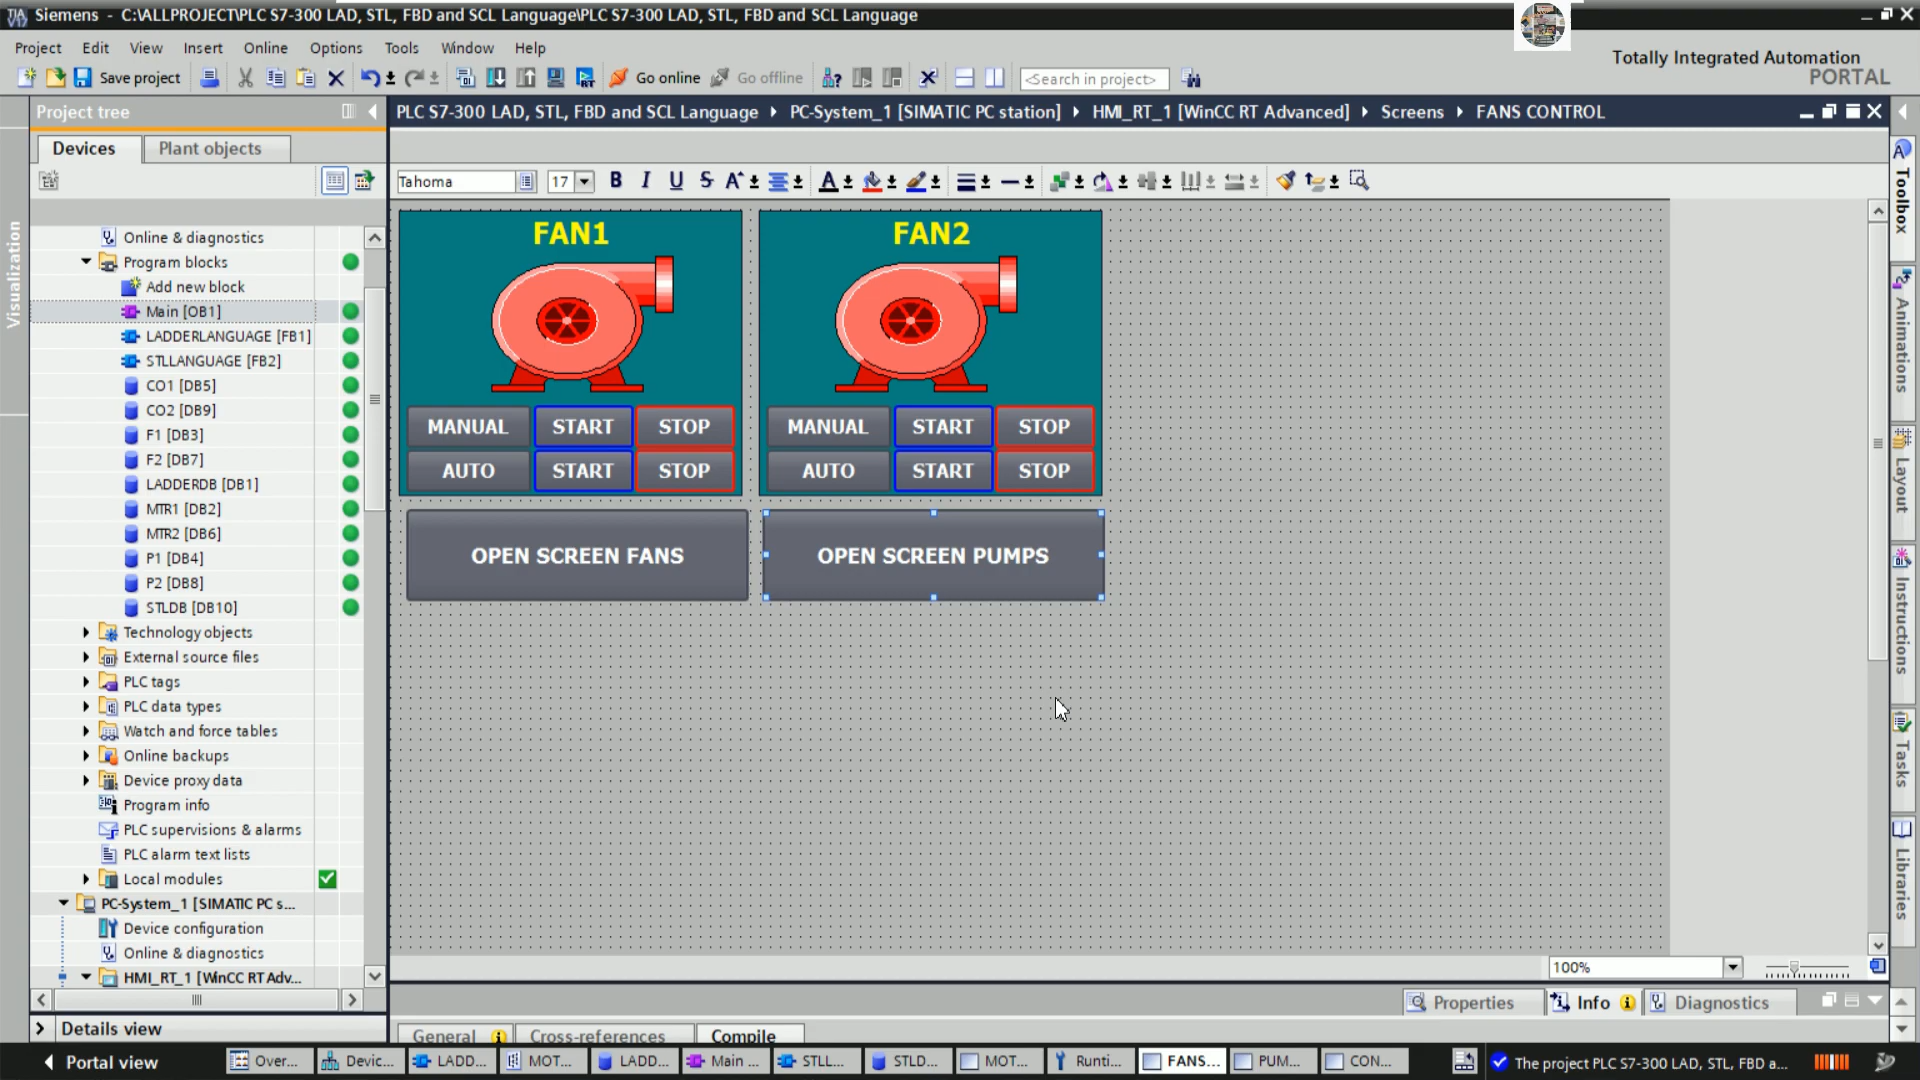 Siemens - C:\ALLPROJECT\PLC S7-300 LAD, STL, FBD and SCL Language\PLC S7-300 LAD, STL, FBD and SCL Language
Project Edit View Insert Online Options Tools Window Help
Totally Integrated Automation
PORTAL
Save project Go online Go offline <Search in project>
Project tree
PLC S7-300 LAD, STL, FBD and SCL Language PC-System_1 [SIMATIC PC station] HMI_RT_1 [WinCC RT Advanced] Screens FANS CONTROL
Devices Plant objects
Tahoma 17 B I U S A A
Visualization
Online & diagnostics
Program blocks
Add new block
Main [OB1]
LADDERLANGUAGE [FB1]
STLLANGUAGE [FB2]
CO1 [DB5]
CO2 [DB9]
F1 [DB3]
F2 [DB7]
LADDERDB [DB1]
MTR1 [DB2]
MTR2 [DB6]
P1 [DB4]
P2 [DB8]
STLDB [DB10]
Technology objects
External source files
PLC tags
PLC data types
Watch and force tables
Online backups
Device proxy data
Program info
PLC supervisions & alarms
PLC alarm text lists
Local modules
PC-System_1 [SIMATIC PC s...
Device configuration
Online & diagnostics
HMI_RT_1 [WinCC RT Adv...
Details view
FAN1
MANUAL START STOP
AUTO START STOP
FAN2
MANUAL START STOP
AUTO START STOP
OPEN SCREEN FANS
OPEN SCREEN PUMPS
100%
Toolbox
Animations
Layout
Instructions
Tasks
Libraries
Properties Info Diagnostics
General Cross-references Compile
Portal view Over... Devic... LADD... MOT... LADD... Main ... STLL... STLD... MOT... Runti... FANS... PUM... CON... The project PLC S7-300 LAD, STL, FBD a...